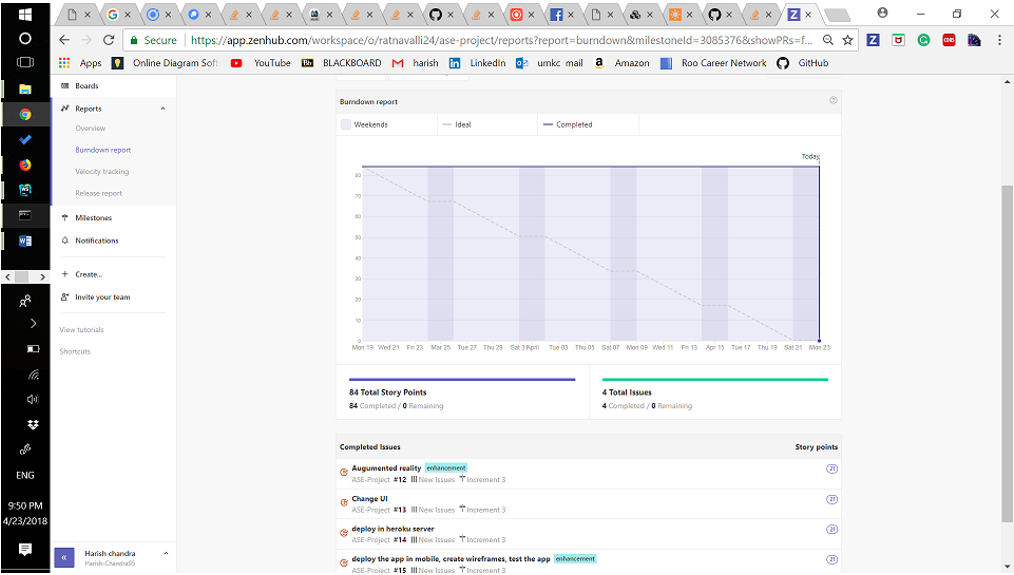 Secure
https://app.zenhub.com/workspace/o/ratnavalli24/ase-project/reports?report=burndown&milestoneId=3085376&showPRs=f...
Apps
Online Diagram Soft
YouTube
Bb
BLACKBOARD
harish
LinkedIn
umkc mail
Amazon
Roo Career Network
GitHub
Boards
Reports
Overview
Burndown report
Velocity tracking
Release report
Milestones
Notifications
Create...
Invite your team
View tutorials
Shortcuts
Harish chandra
Harish-Chandra95
ENG
9:50 PM
4/23/2018
Burndown report
Weekends
Ideal
Completed
Today
80
70
60
50
40
30
20
10
0
Mon 19 Wed 21 Fri 23 Mar 25 Tue 27 Thu 29 Sat 31 April Tue 03 Thu 05 Sat 07 Mon 09 Wed 11 Fri 13 Apr 15 Tue 17 Thu 19 Sat 21 Mon 23
84 Total Story Points
84 Completed / 0 Remaining
4 Total Issues
4 Completed / 0 Remaining
Completed Issues Story points
Augumented reality enhancement 21
ASE-Project #12 New Issues Increment 3
Change UI 21
ASE-Project #13 New Issues Increment 3
deploy in heroku server 21
ASE-Project #14 New Issues Increment 3
deploy the app in mobile, create wireframes, test the app enhancement 21
ASE-Project #15 New Issues Increment 3